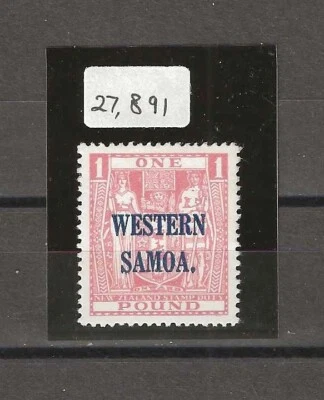 27,891
ONE
1 1
WESTERN
SAMOA.
NEW ZEALAND STAMP DUTY
POUND